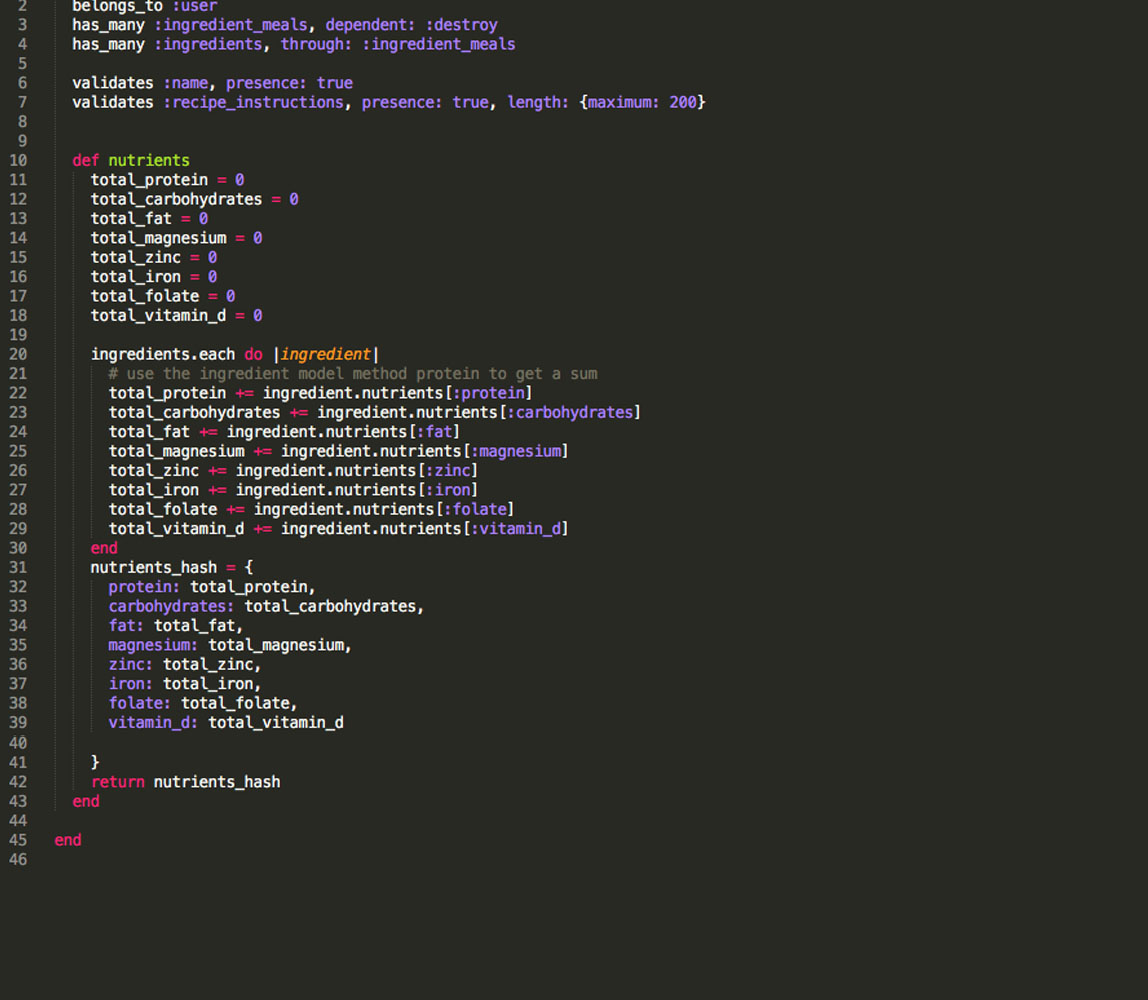 2 belongs_to :user
3 has_many :ingredient_meals, dependent: :destroy
4 has_many :ingredients, through: :ingredient_meals
5
6 validates :name, presence: true
7 validates :recipe_instructions, presence: true, length: {maximum: 200}
8
9
10 def nutrients
11 total_protein = 0
12 total_carbohydrates = 0
13 total_fat = 0
14 total_magnesium = 0
15 total_zinc = 0
16 total_iron = 0
17 total_folate = 0
18 total_vitamin_d = 0
19
20 ingredients.each do |ingredient|
21 # use the ingredient model method protein to get a sum
22 total_protein += ingredient.nutrients[:protein]
23 total_carbohydrates += ingredient.nutrients[:carbohydrates]
24 total_fat += ingredient.nutrients[:fat]
25 total_magnesium += ingredient.nutrients[:magnesium]
26 total_zinc += ingredient.nutrients[:zinc]
27 total_iron += ingredient.nutrients[:iron]
28 total_folate += ingredient.nutrients[:folate]
29 total_vitamin_d += ingredient.nutrients[:vitamin_d]
30 end
31 nutrients_hash = {
32 protein: total_protein,
33 carbohydrates: total_carbohydrates,
34 fat: total_fat,
35 magnesium: total_magnesium,
36 zinc: total_zinc,
37 iron: total_iron,
38 folate: total_folate,
39 vitamin_d: total_vitamin_d
40
41 }
42 return nutrients_hash
43 end
44
45 end
46